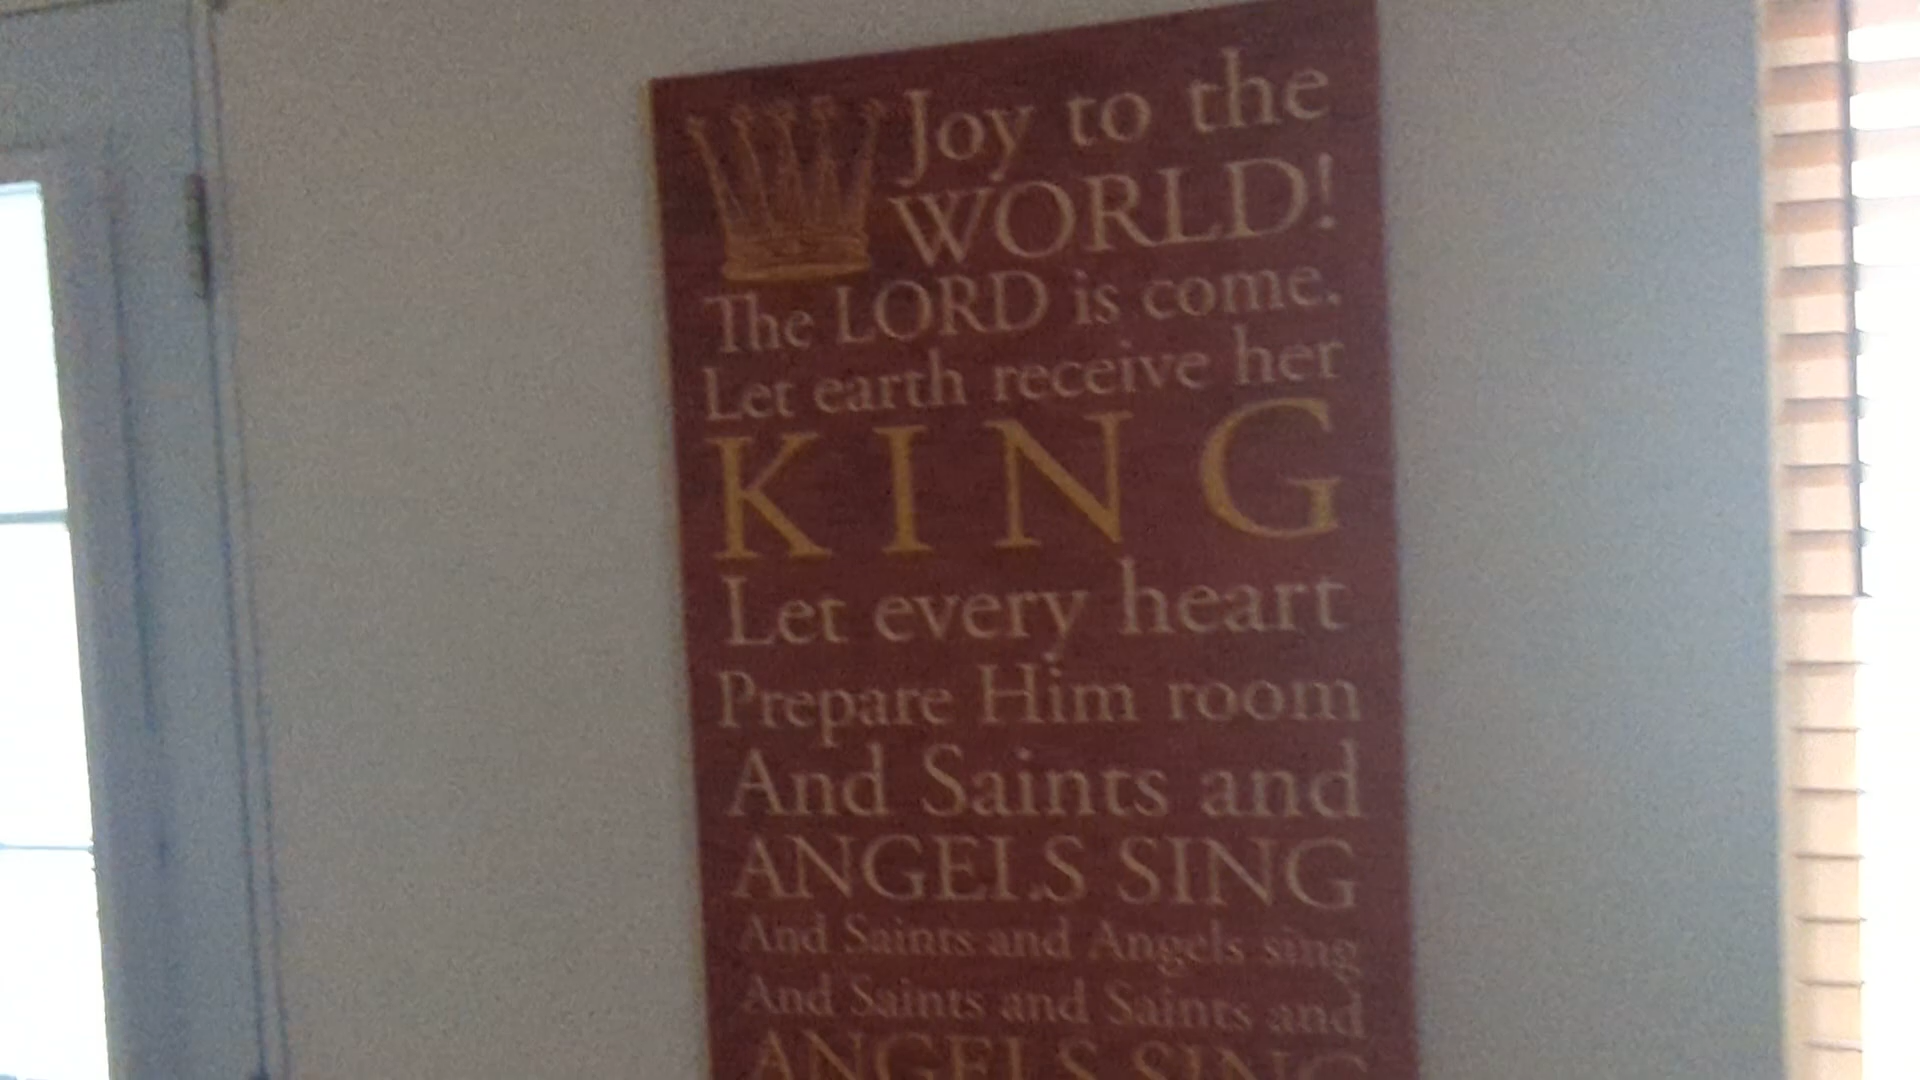 Joy to the
WORLD!
The LORD is come.
Let earth receive her
KING
Let every heart
Prepare Him room
And Saints and
ANGELS SING
And Saints and Angels sing
And Saints and Saints and
ANGELS SING